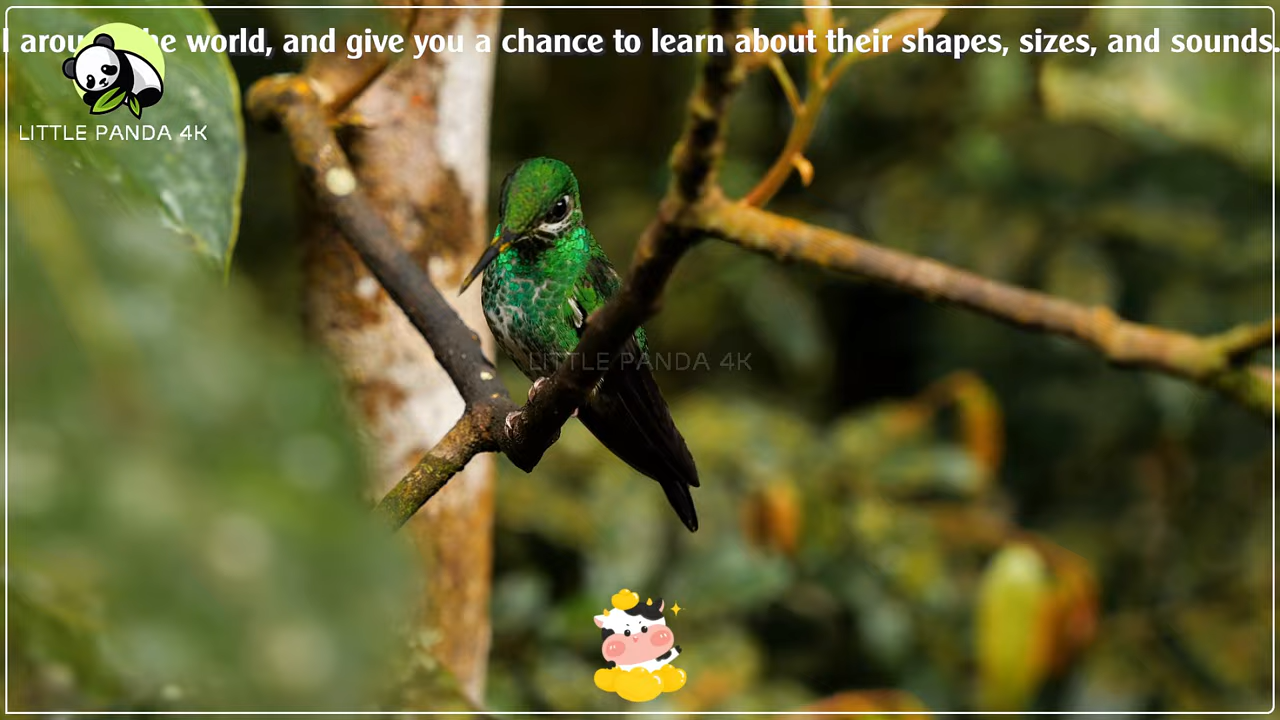 the world, and give you a chance to learn about their shapes, sizes, and sounds.
LITTLE PANDA 4K
LITTLE PANDA 4K